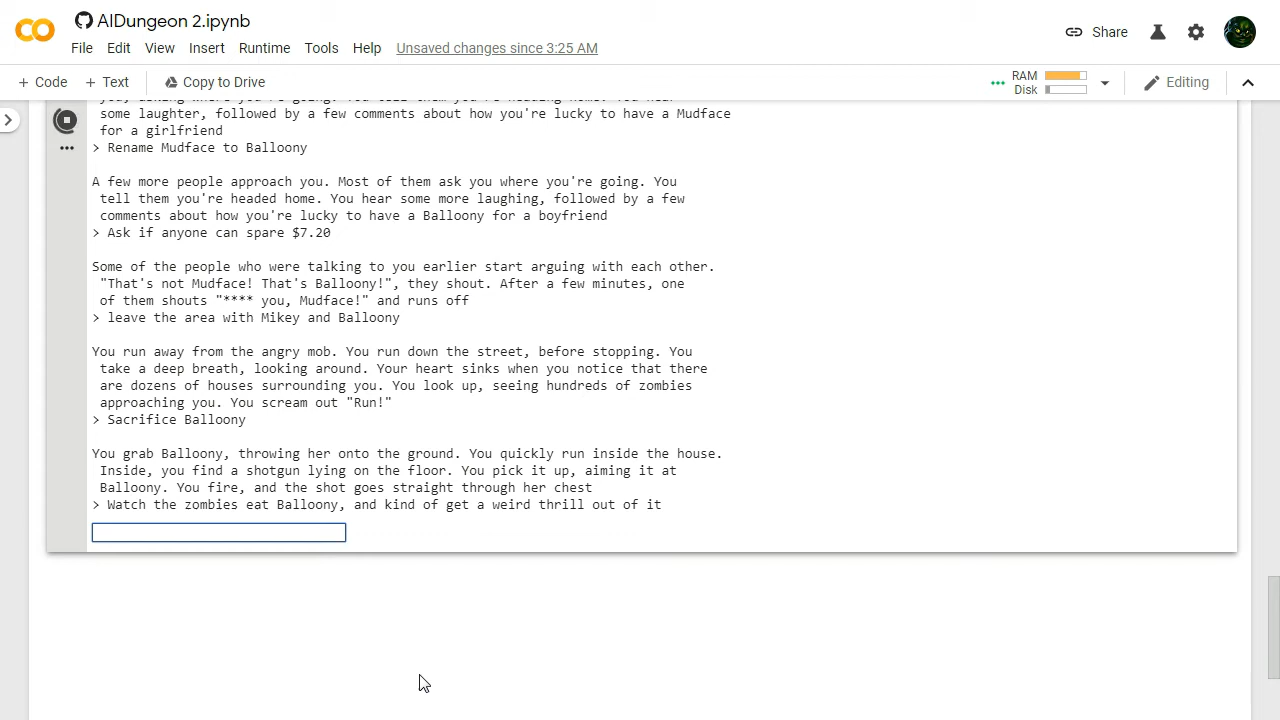 AIDungeon 2.ipynb
File Edit View Insert Runtime Tools Help Unsaved changes since 3:25 AM
Share
+ Code + Text Copy to Drive
RAM
Disk
Editing
some laughter, followed by a few comments about how you're lucky to have a Mudface
for a girlfriend
> Rename Mudface to Balloony
A few more people approach you. Most of them ask you where you're going. You
tell them you're headed home. You hear some more laughing, followed by a few
comments about how you're lucky to have a Balloony for a boyfriend
> Ask if anyone can spare $7.20
Some of the people who were talking to you earlier start arguing with each other.
"That's not Mudface! That's Balloony!", they shout. After a few minutes, one
of them shouts "**** you, Mudface!" and runs off
> leave the area with Mikey and Balloony
You run away from the angry mob. You run down the street, before stopping. You
take a deep breath, looking around. Your heart sinks when you notice that there
are dozens of houses surrounding you. You look up, seeing hundreds of zombies
approaching you. You scream out "Run!"
> Sacrifice Balloony
You grab Balloony, throwing her onto the ground. You quickly run inside the house.
Inside, you find a shotgun lying on the floor. You pick it up, aiming it at
Balloony. You fire, and the shot goes straight through her chest
> Watch the zombies eat Balloony, and kind of get a weird thrill out of it